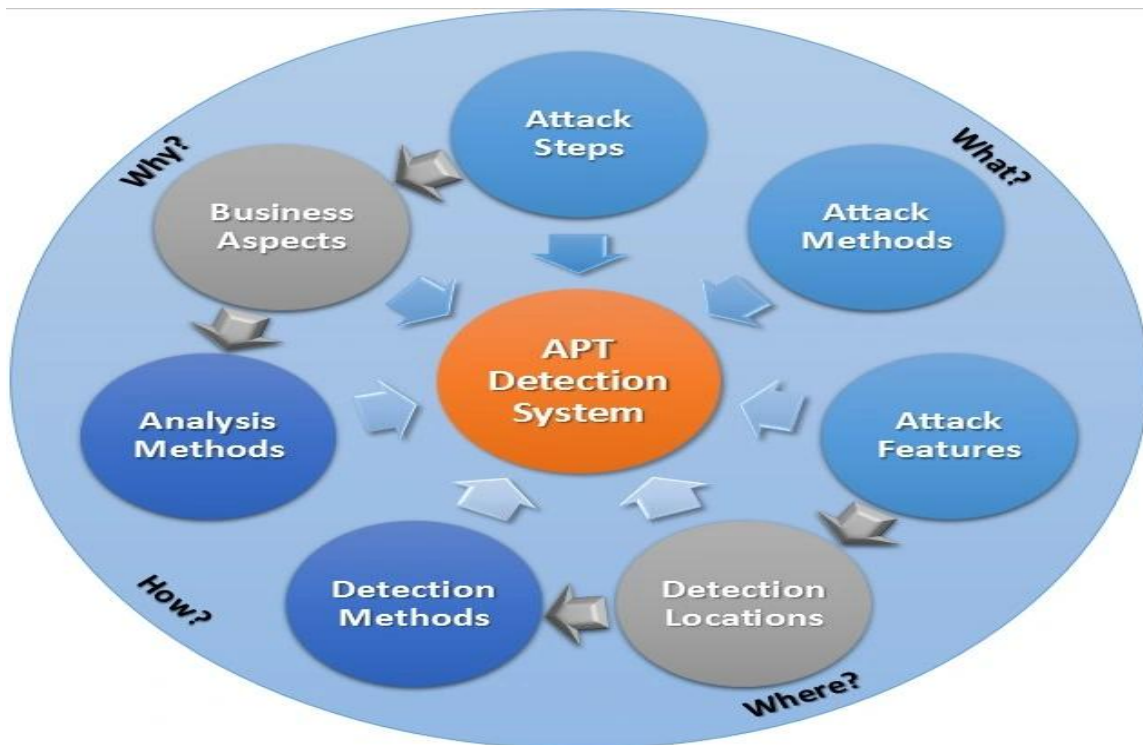 Attack
Steps
What?
Why?
Business
Aspects
Attack
Methods
APT
Detection
System
Analysis
Methods
Attack
Features
How?
Detection
Methods
Detection
Locations
Where?